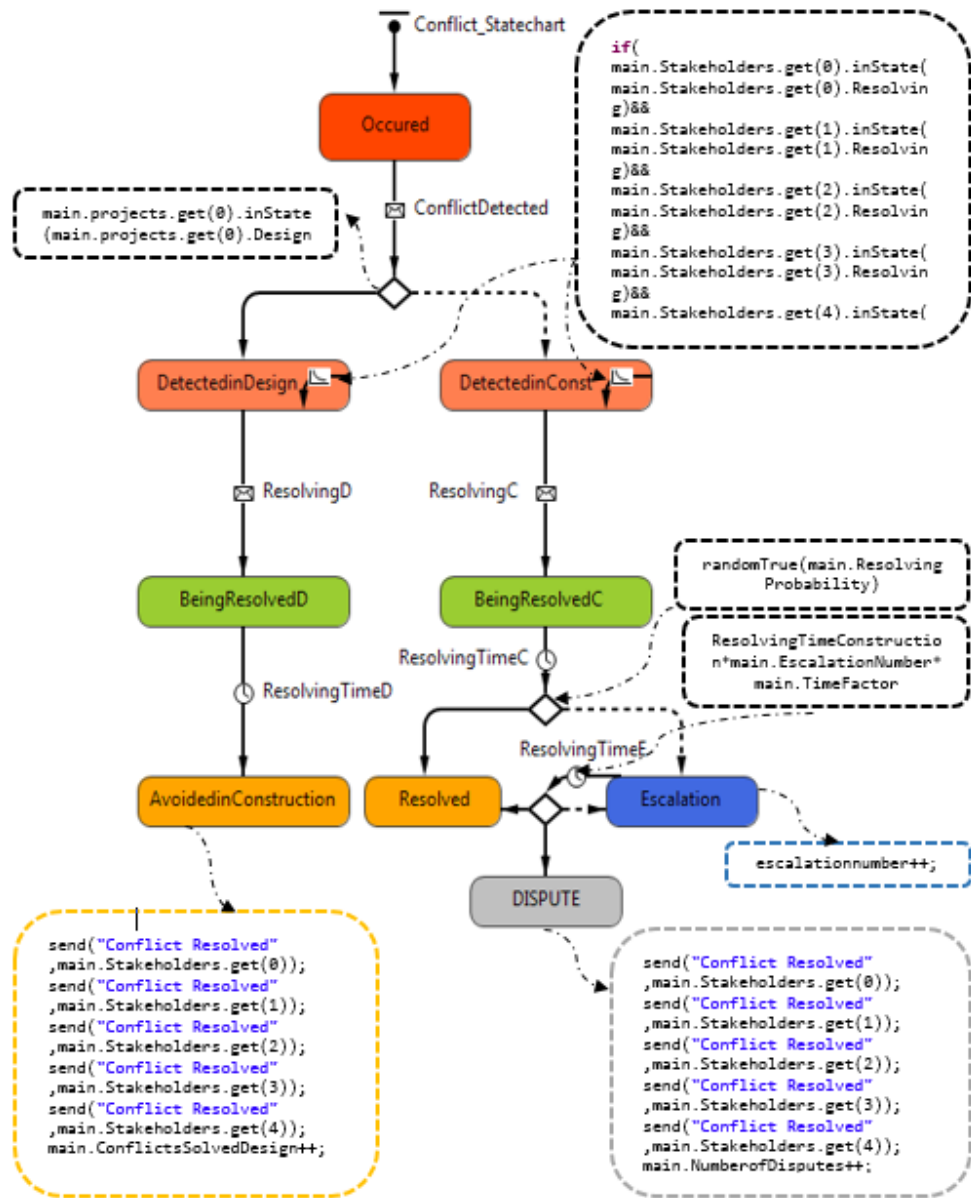 Conflict_Statechart
if(
main.Stakeholders.get(0).inState(
main.Stakeholders.get(0).Resolvin
g)&&
main.Stakeholders.get(1).inState(
main.Stakeholders.get(1).Resolvin
g)&&
main.Stakeholders.get(2).inState(
main.Stakeholders.get(2).Resolvin
g)&&
main.Stakeholders.get(3).inState(
main.Stakeholders.get(3).Resolvin
g)&&
main.Stakeholders.get(4).inState(
Occured
ConflictDetected
main.projects.get(0).inState
(main.projects.get(0).Design
DetectedinDesign
DetectedinConst
ResolvingD
ResolvingC
randomTrue(main.Resolving
Probability)
BeingResolvedD
BeingResolvedC
ResolvingTimeConstructio
n*main.EscalationNumber*
main.TimeFactor
ResolvingTimeC
ResolvingTimeD
ResolvingTimeE
AvoidedinConstruction
Resolved
Escalation
escalationnumber++;
DISPUTE
send("Conflict Resolved"
,main.Stakeholders.get(0));
send("Conflict Resolved"
,main.Stakeholders.get(1));
send("Conflict Resolved"
,main.Stakeholders.get(2));
send("Conflict Resolved"
,main.Stakeholders.get(3));
send("Conflict Resolved"
,main.Stakeholders.get(4));
main.ConflictsSolvedDesign++;
send("Conflict Resolved"
,main.Stakeholders.get(0));
send("Conflict Resolved"
,main.Stakeholders.get(1));
send("Conflict Resolved"
,main.Stakeholders.get(2));
send("Conflict Resolved"
,main.Stakeholders.get(3));
send("Conflict Resolved"
,main.Stakeholders.get(4));
main.NumberofDisputes++;